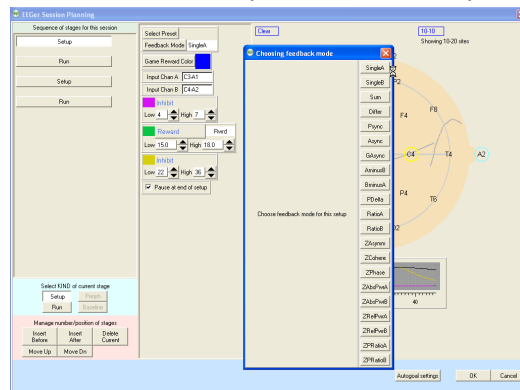 EEGer Session Planning
Sequence of stages for this session
Setup
Run
Setup
Run
Select KIND of current stage
Setup
Periph
Run
Baseline
Manage number/position of stages
Insert Before
Insert After
Delete Current
Move Up
Move Dn
Select Preset
Feedback Mode SingleA
Game Reward Color
Input Chan A C3-A1
Input Chan B C4-A2
Inhibit
Low 4 High 7
Reward Rwrd
Low 15.0 High 18.0
Inhibit
Low 22 High 36
Pause at end of setup
Clear
10-10
Showing 10-20 sites
Choosing feedback mode
Choose feedback mode for this setup
SingleA
SingleB
Sum
Differ
Psync
Async
GAsync
AminusB
BminusA
PDelta
RatioA
RatioB
ZAsymm
ZCohere
ZPhase
ZAbsPwrA
ZAbsPwrB
ZRelPwrA
ZRelPwrB
ZPRatioA
ZPRatioB
F4
F8
C4
T4
A2
P4
T6
40
Autogoal settings
OK
Cancel